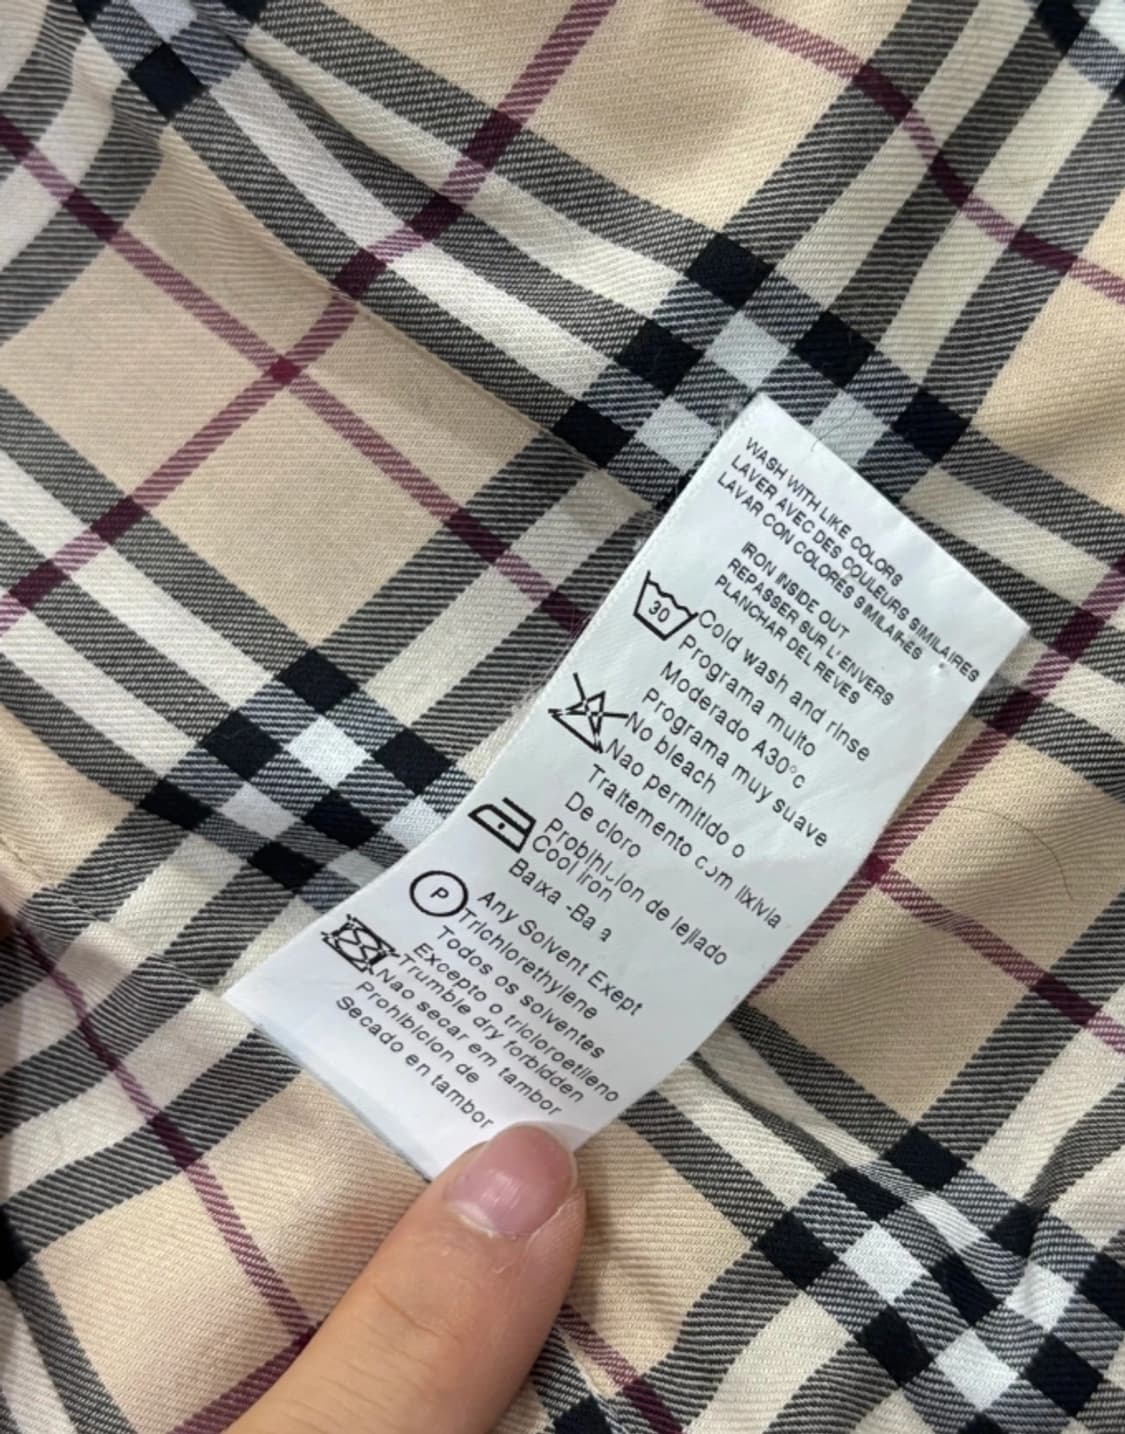 WASH WITH LIKE COLORS
LAVER AVEC DES COULEURS SIMILAIRES
LAVAR CON COLORES SIMILARES
IRON INSIDE OUT
REPASSER SUR L'ENVERS
PLANCHAR DEL REVES
30
Cold wash and rinse
Programa multo
Moderado A30°c
Programa muy suave
No bleach
Nao permitido o
Traitemento com lixivia
De cloro
Probihi ion de lejiado
Cool Iron
Baixa -Ba a
P
Any Solvent Exept
Trichlorethylene
Todos os solventes
Excepto o tricloroetileno
Trumble dry forbidden
Nao secar em tambor
Prohibicion de
Secado en tambor